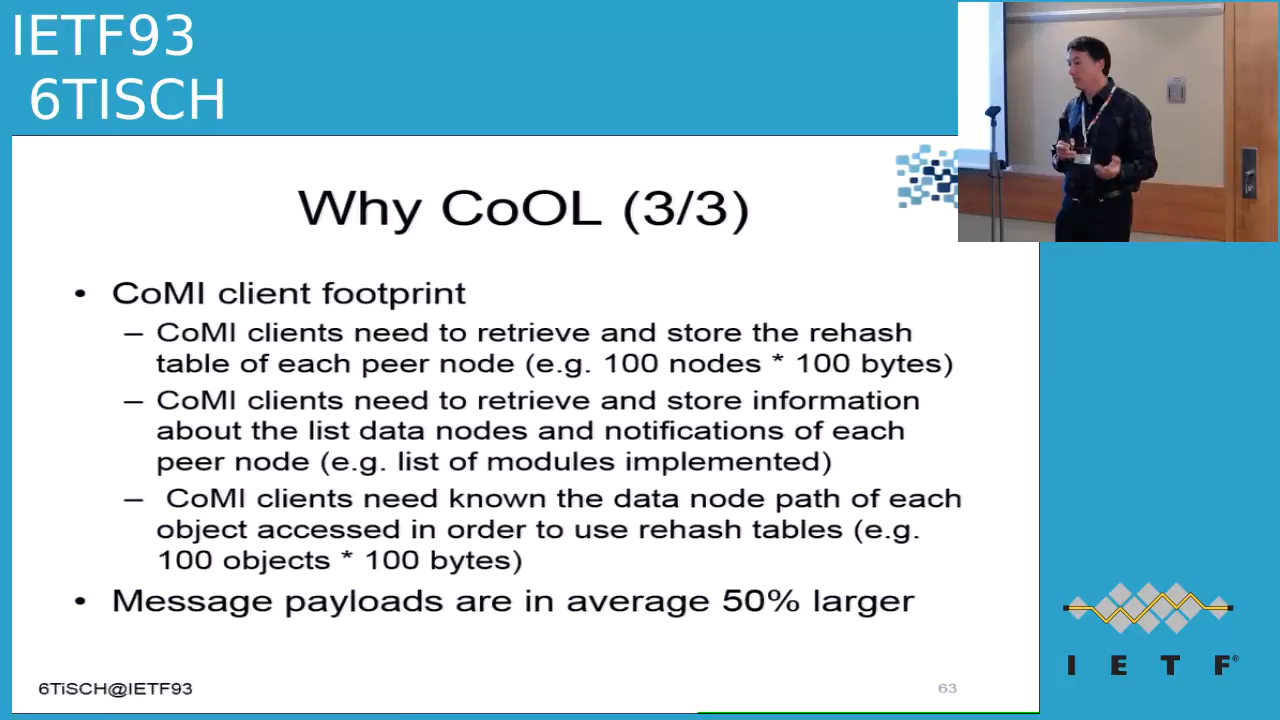 IETF93
6TISCH
Why CoOL (3/3)
• CoMI client footprint
– CoMI clients need to retrieve and store the rehash
table of each peer node (e.g. 100 nodes * 100 bytes)
– CoMI clients need to retrieve and store information
about the list data nodes and notifications of each
peer node (e.g. list of modules implemented)
– CoMI clients need known the data node path of each
object accessed in order to use rehash tables (e.g.
100 objects * 100 bytes)
• Message payloads are in average 50% larger
6TiSCH@IETF93
63
I E T F®